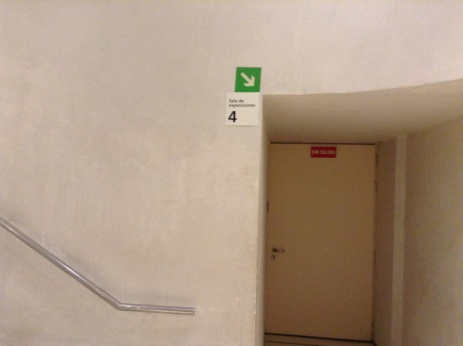 Sala de
exposiciones
4
SIN SALIDA